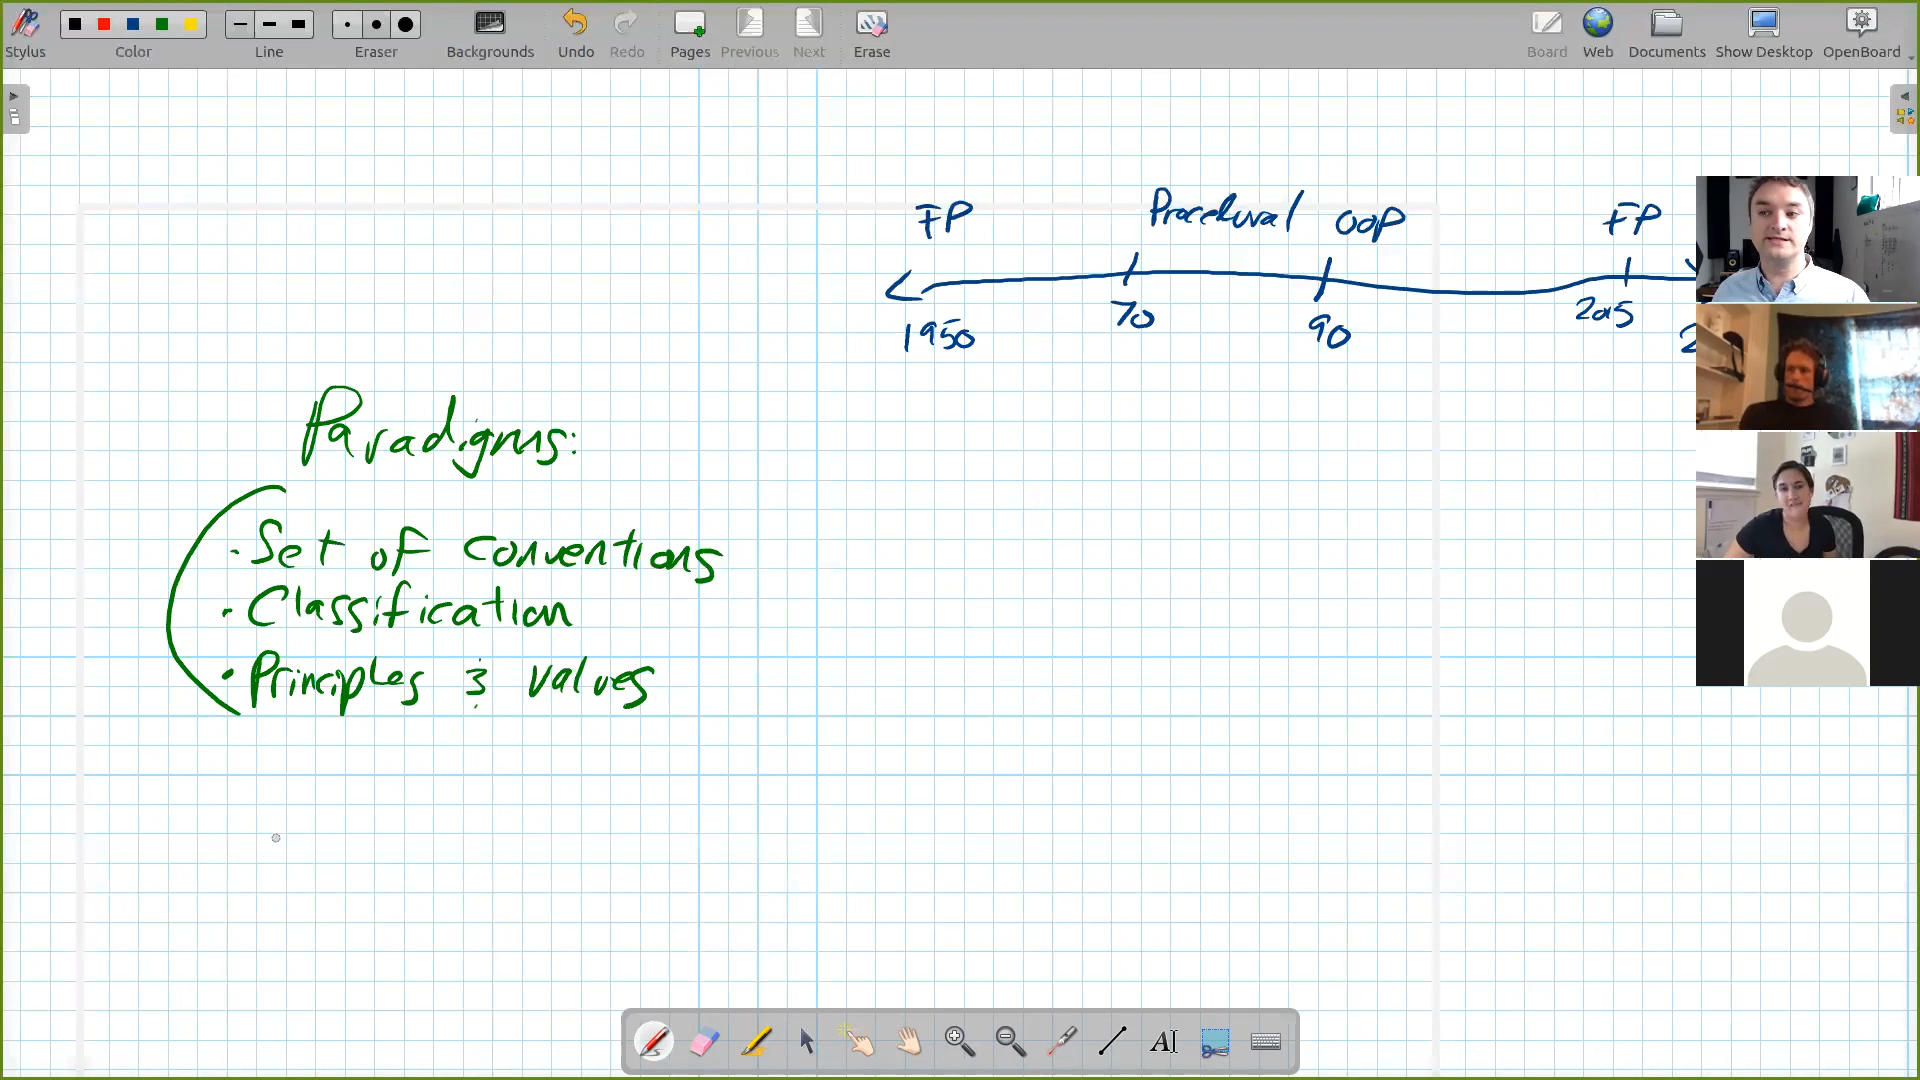 Stylus
Color
Line
Eraser
Backgrounds
Undo
Redo
Pages
Previous
Next
Erase
Board
Web
Documents
Show Desktop
OpenBoard
FP Procedural OOP FP
1950 70 90 2015
Paradigms:
· Set of conventions
· Classification
· Principles & values
AI